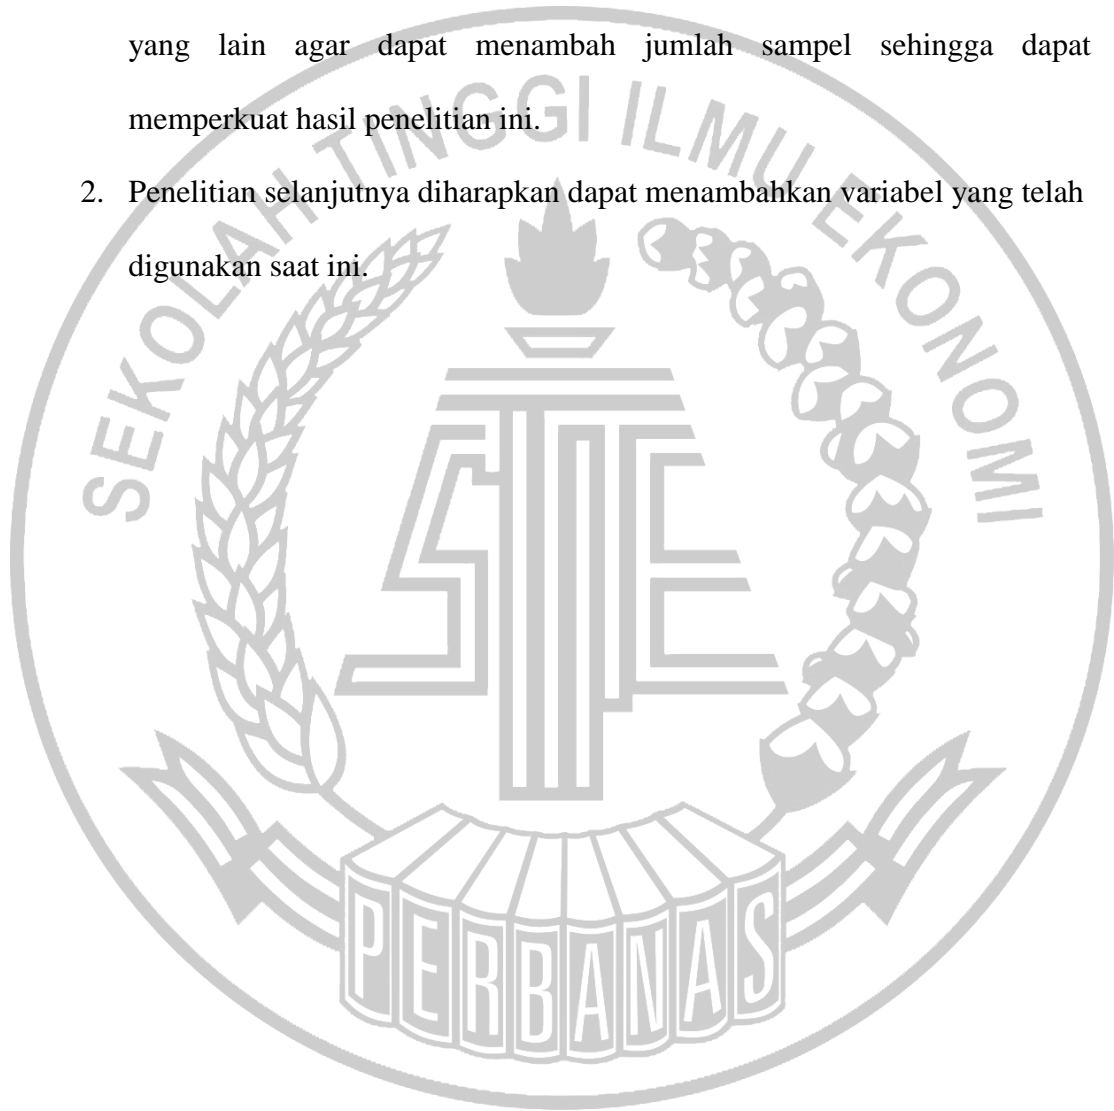 yang lain agar dapat menambah jumlah sampel sehingga dapat
memperkuat hasil penelitian ini.
2. Penelitian selanjutnya diharapkan dapat menambahkan variabel yang telah
digunakan saat ini.
SEKOLAH TINGGI ILMU EKONOMI
STIE
PERBANAS